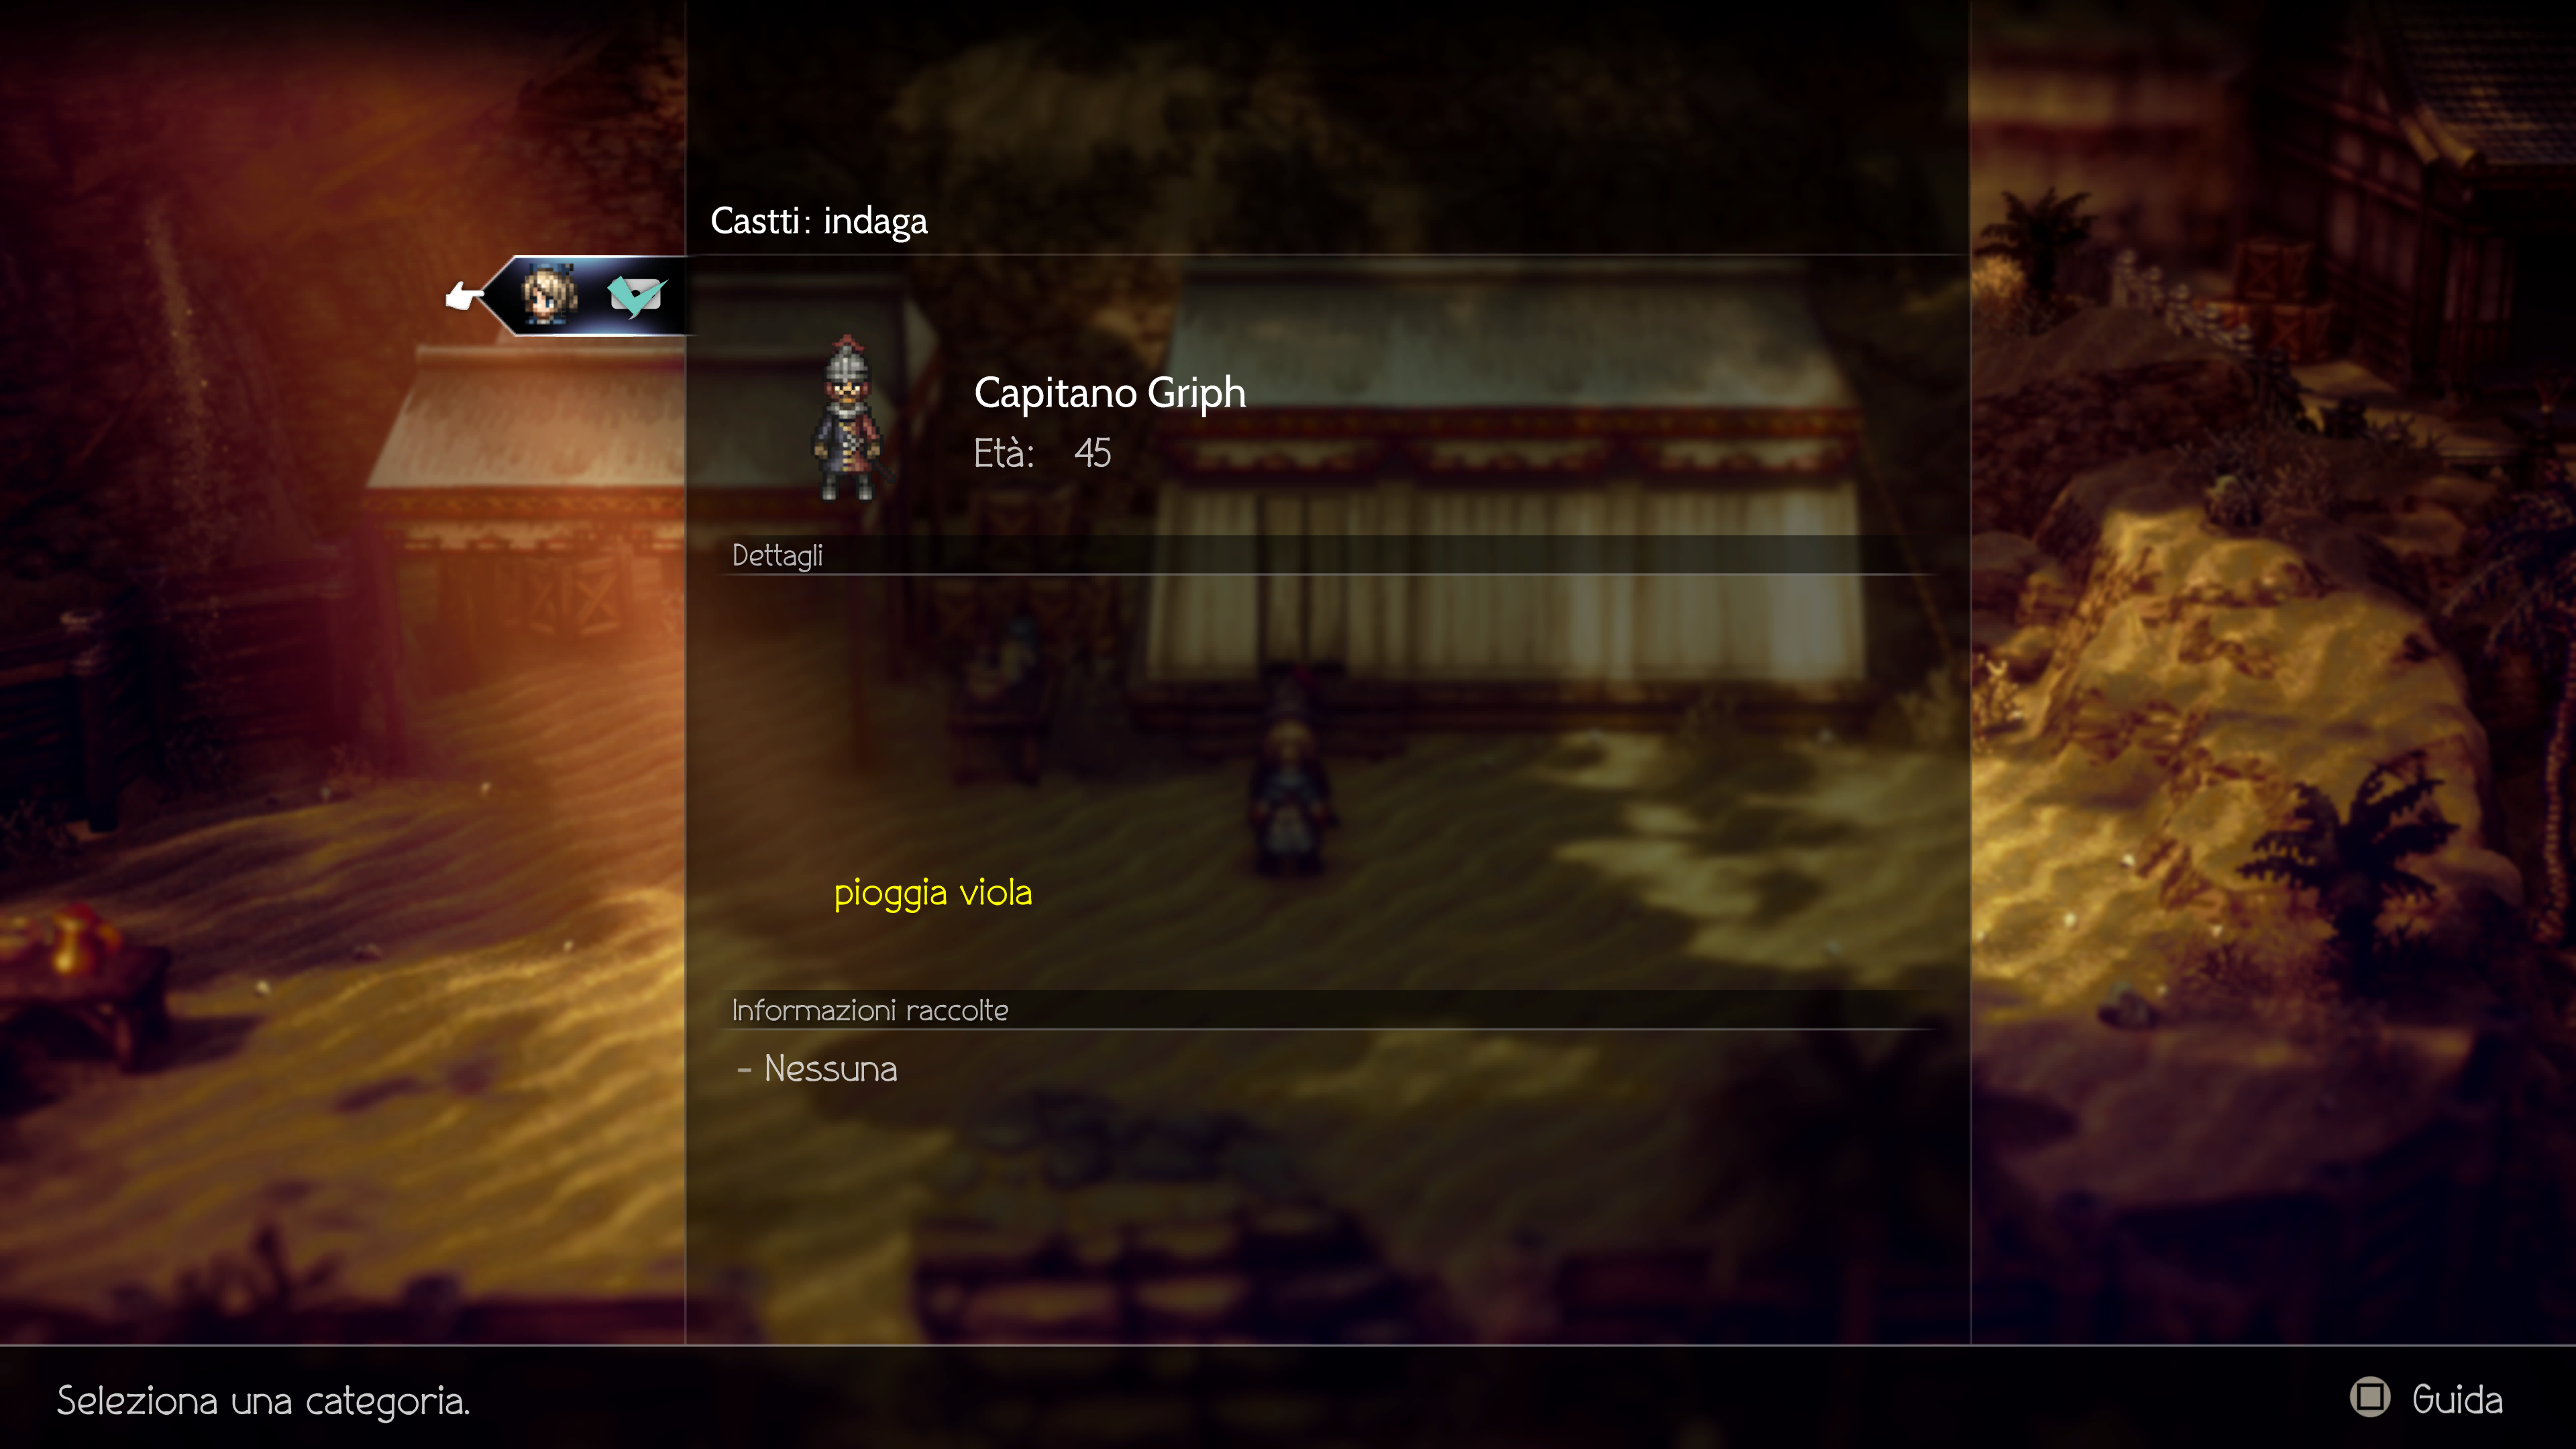 Castti: indaga
Capitano Griph
Età: 45
Dettagli
pioggia viola
Informazioni raccolte
- Nessuna
Seleziona una categoria.
Guida